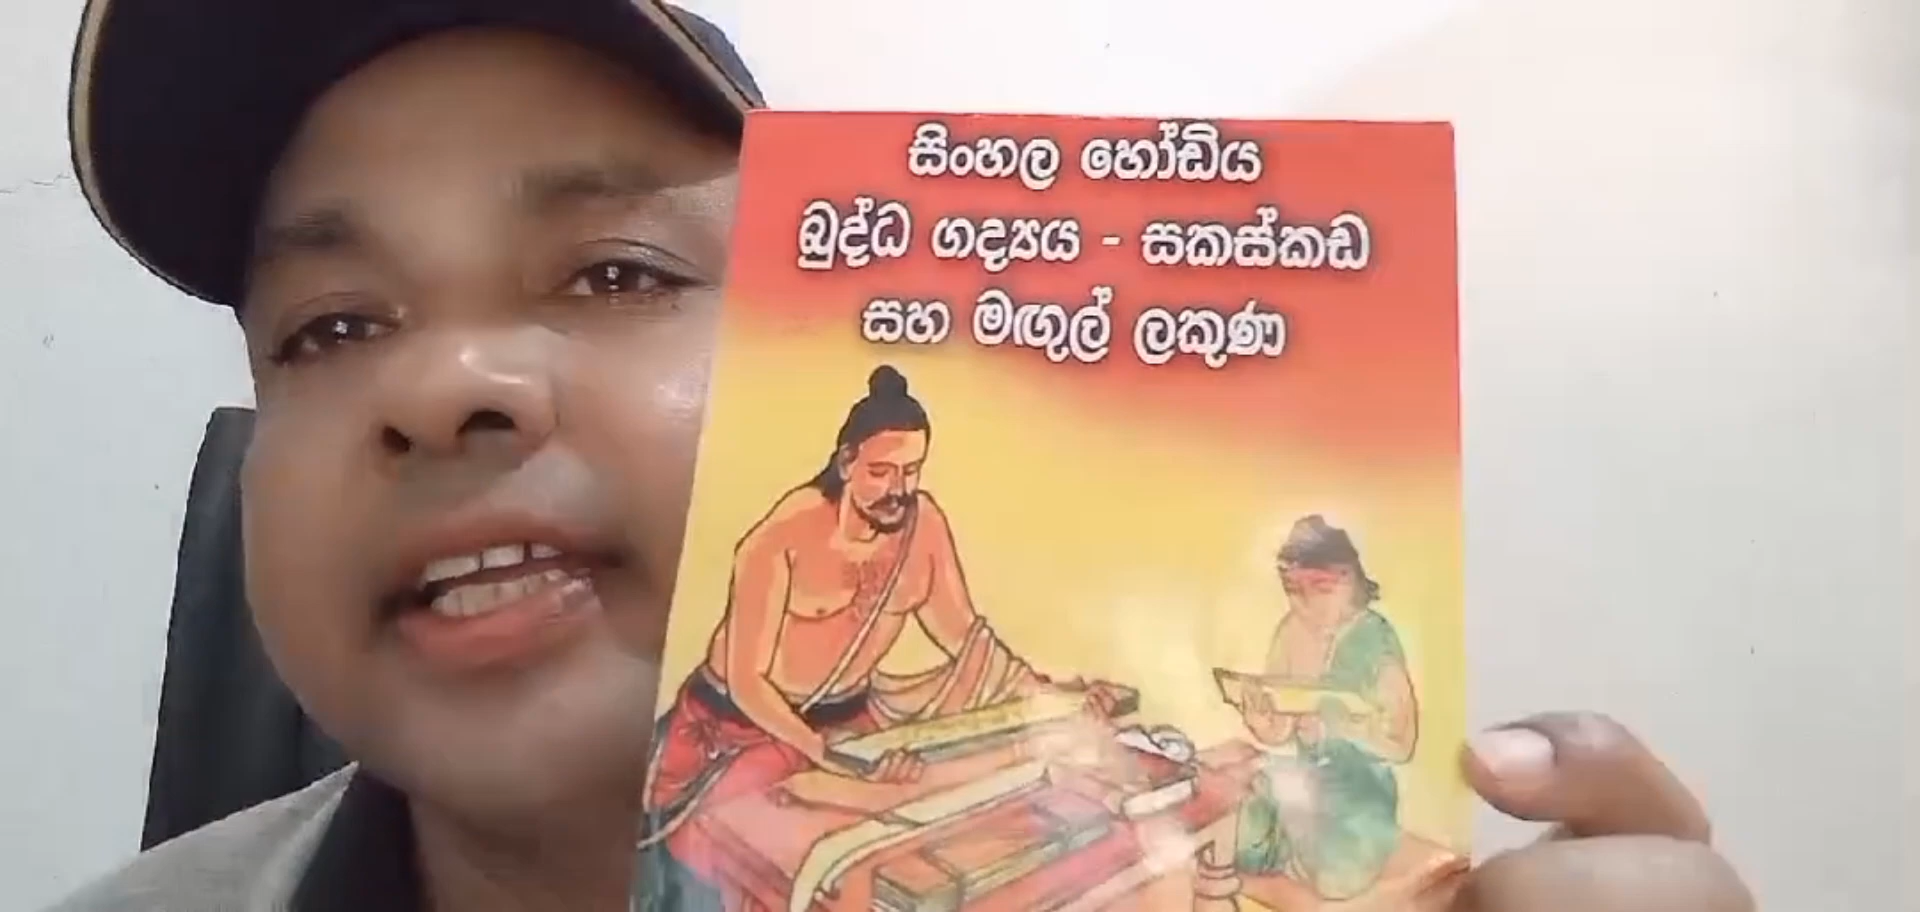 සිංහල හෝඩිය
බුද්ධ ගද්‍යය - සකස්කඩ
සහ මඟුල් ලකුණ